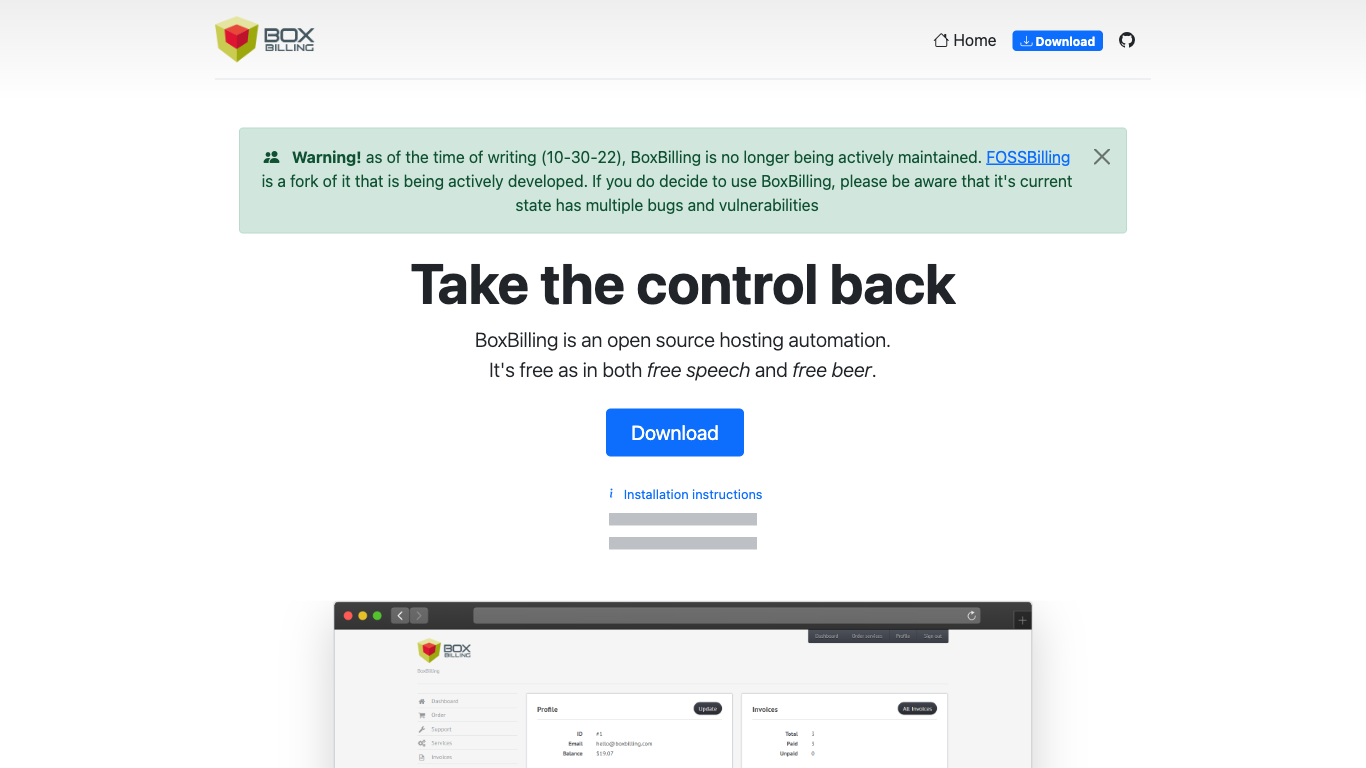 BOX
BILLING
Home
Download
Warning! as of the time of writing (10-30-22), BoxBilling is no longer being actively maintained. FOSSBilling
is a fork of it that is being actively developed. If you do decide to use BoxBilling, please be aware that it's current
state has multiple bugs and vulnerabilities
Take the control back
BoxBilling is an open source hosting automation.
It's free as in both free speech and free beer.
Download
Installation instructions
Dashboard Order services Profile Sign out
BOX
BILLING
BoxBilling
Dashboard
Order
Support
Services
Invoices
Profile Update
ID #1
Email hello@boxbilling.com
Balance $19.07
Invoices All Invoices
Total
Paid
Unpaid 0